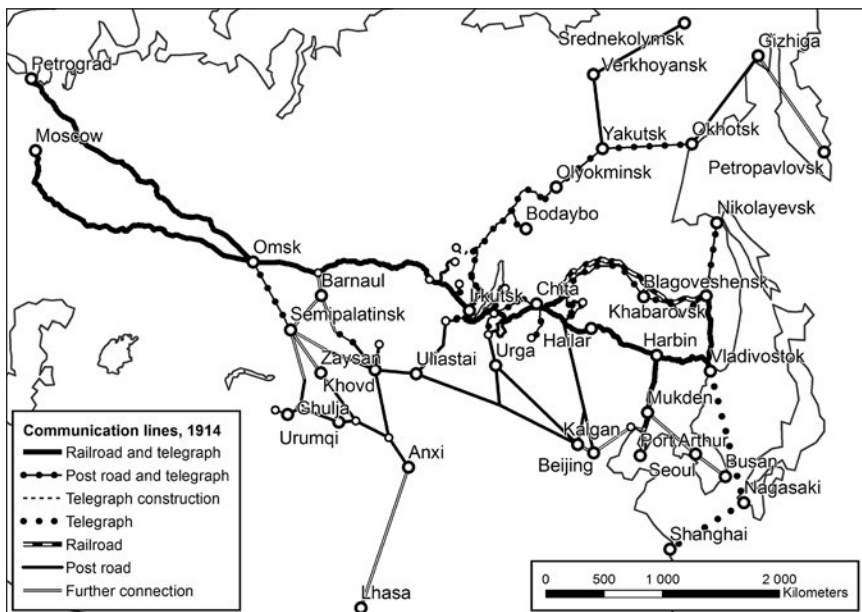 Srednekolymsk
Gizhiga
Petrograd
Verkhoyansk
Moscow
Yakutsk
Okhotsk
Petropavlovsk
Olyokminsk
Bodaybo
Nikolayevsk
Omsk
Barnaul
Irkutsk
Chita
Blagoveshensk
Khabarovsk
Semipalatinsk
Zaysan
Uliastai
Urga
Hailar
Harbin
Vladivostok
Khovd
Ghulja
Mukden
Urumqi
Anxi
Kalgan
Beijing
Port Arthur
Seoul
Busan
Nagasaki
Shanghai
Lhasa
Communication lines, 1914
Railroad and telegraph
Post road and telegraph
Telegraph construction
Telegraph
Railroad
Post road
Further connection
0 500 1 000 2 000
Kilometers